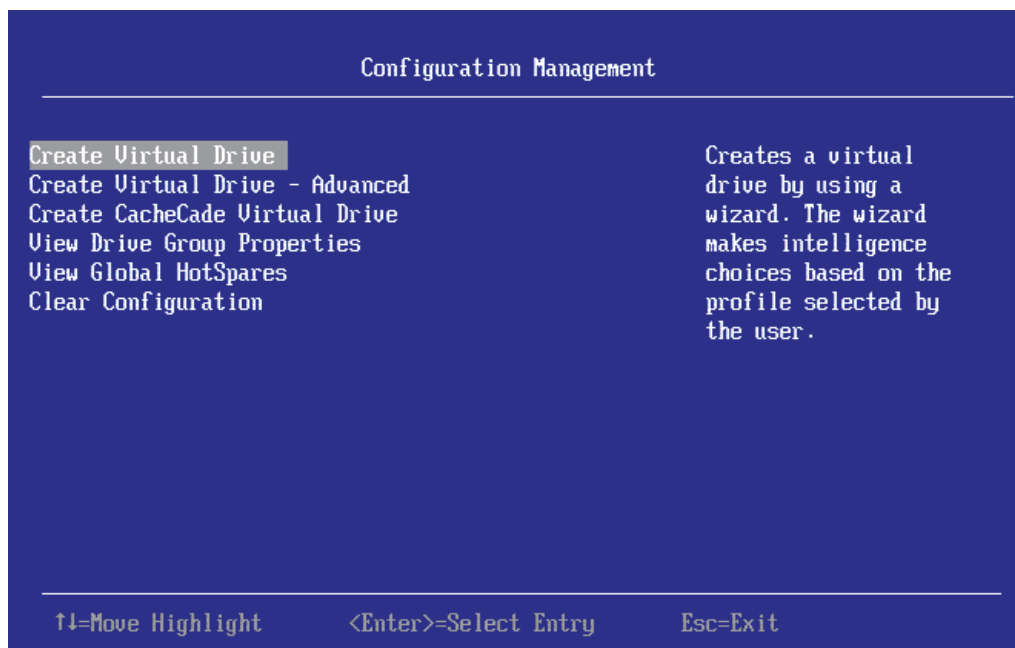 Configuration Management
Create Virtual Drive
Create Virtual Drive - Advanced
Create CacheCade Virtual Drive
View Drive Group Properties
View Global HotSpares
Clear Configuration
Creates a virtual
drive by using a
wizard. The wizard
makes intelligence
choices based on the
profile selected by
the user.
↑↓=Move Highlight <Enter>=Select Entry Esc=Exit